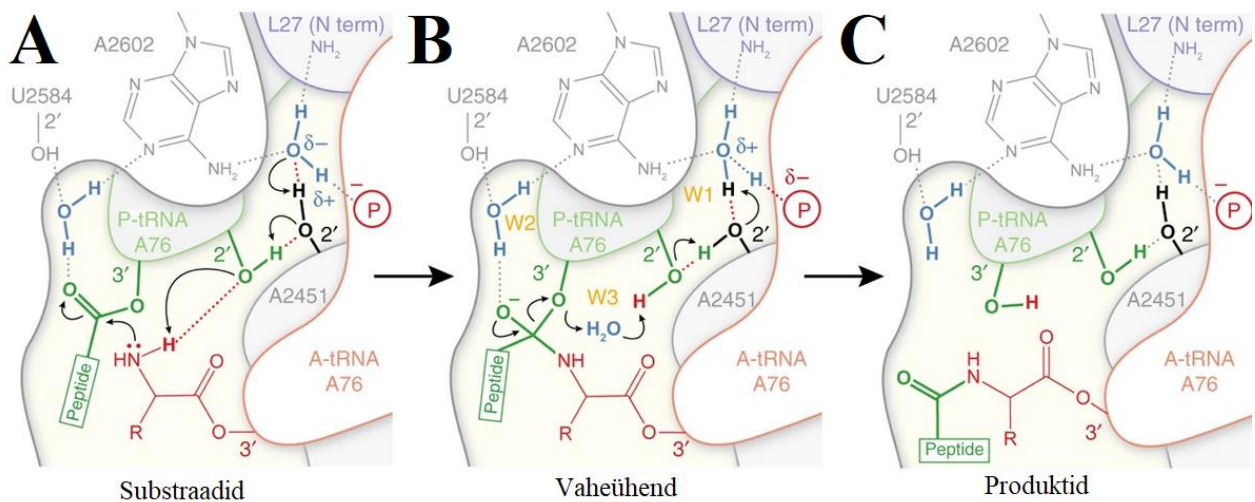 A
L27 (N term)
NH₂
A2602
N
N
N
N
NH₂
U2584
2′
OH
H
O
H
H
O
H
δ−
δ+
H
O
2′
−
P
P-tRNA
A76
3′
2′
O
O
H
O
A2451
HN
H
O
O
R
3′
Peptide
A-tRNA
A76
Substraadid
B
L27 (N term)
NH₂
A2602
N
N
N
N
NH₂
U2584
2′
OH
H
O
H
W2
H
O
H
δ+
δ−
W1
H
O
2′
P
P-tRNA
A76
3′
2′
O
−
O
H
O
H
W3
H₂O
A2451
NH
O
O
R
3′
Peptide
A-tRNA
A76
Vaheühend
C
L27 (N term)
NH₂
A2602
N
N
N
N
NH₂
U2584
2′
OH
H
O
H
H
O
H
H
O
2′
−
P
P-tRNA
A76
3′
2′
O
H
O
H
A2451
O
H
N
O
O
R
3′
Peptide
A-tRNA
A76
Produktid